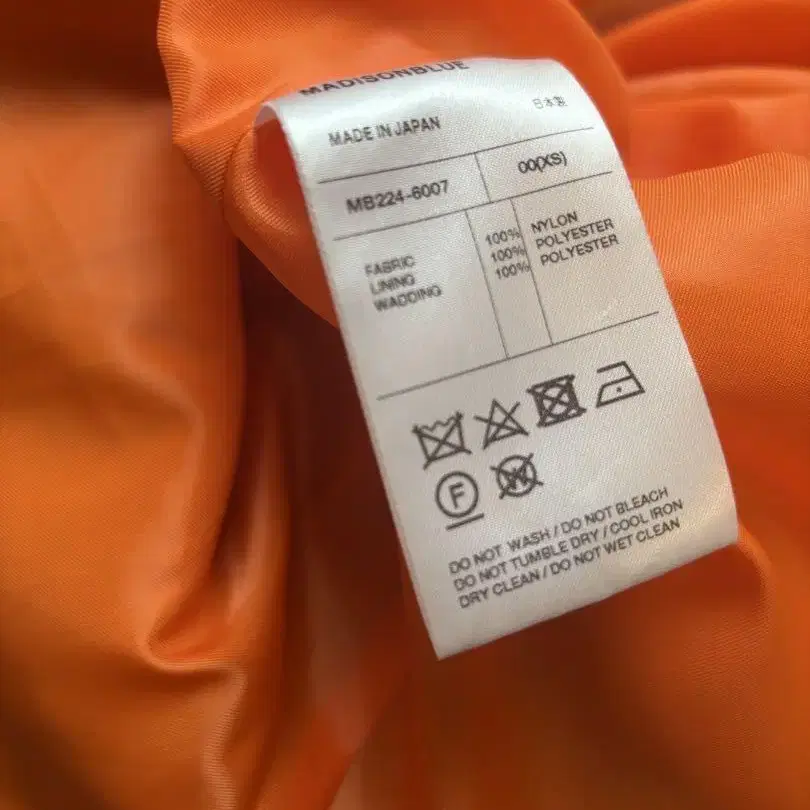 MADISONBLUE
MADE IN JAPAN 日本製
MB224-6007 00(XS)
FABRIC 100% NYLON
LINING 100% POLYESTER
WADDING 100% POLYESTER
F W
DO NOT WASH / DO NOT BLEACH
DO NOT TUMBLE DRY / COOL IRON
DRY CLEAN / DO NOT WET CLEAN